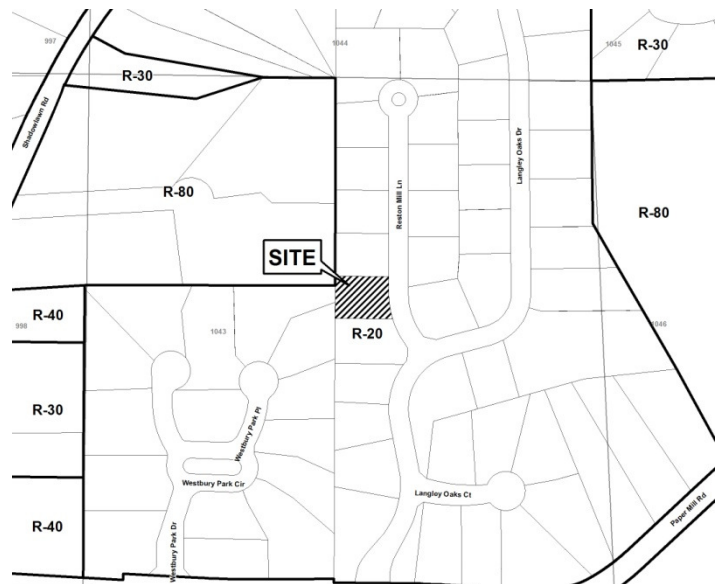 997
1044
1045
R-30
R-30
Shadowlawn Rd
Langley Oaks Dr
R-80
Reston Mill Ln
R-80
SITE
R-40
998
1043
R-20
1046
R-30
Westbury Park Pl
Westbury Park Cir
Langley Oaks Ct
R-40
Westbury Park Dr
Paper Mill Rd